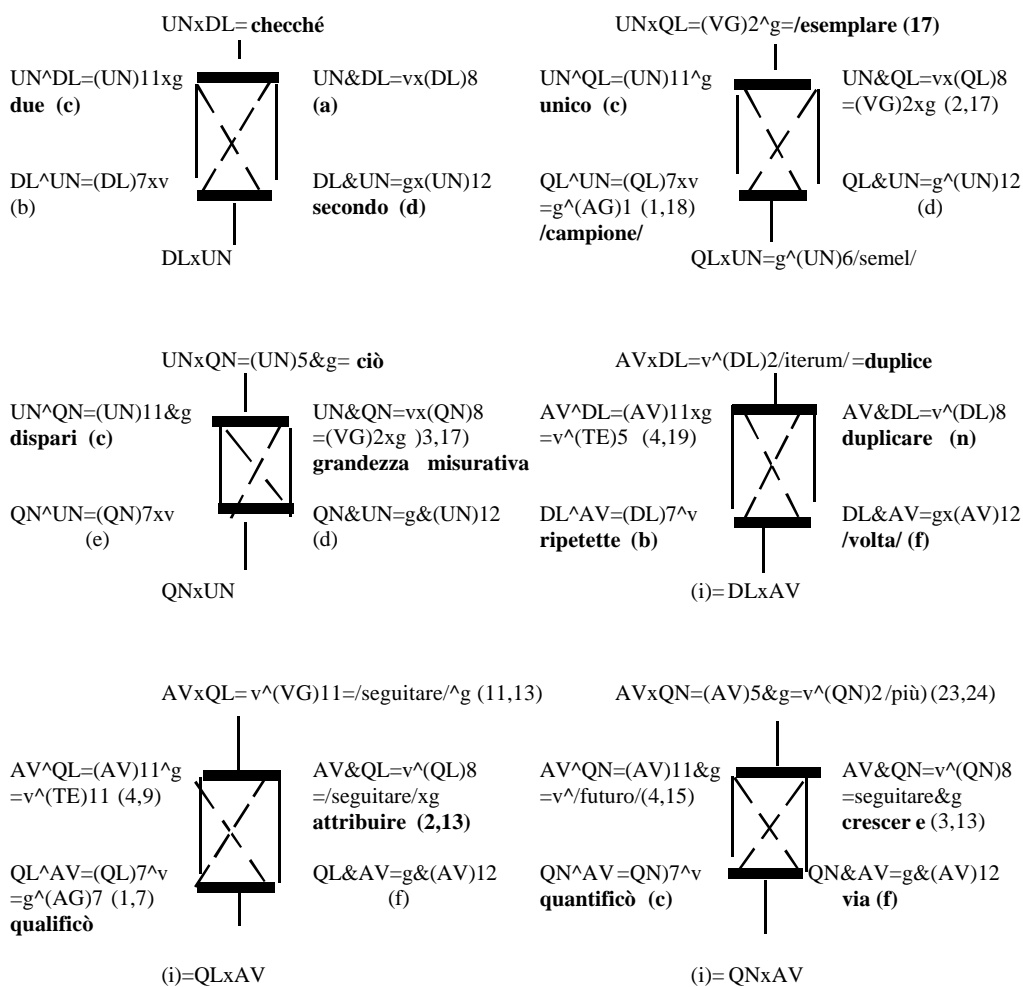 UNxDL= checché
UN^DL=(UN)11xg
due (c)
UN&DL=vx(DL)8
(a)
DL^UN=(DL)7xv
(b)
DL&UN=gx(UN)12
secondo (d)
DLxUN
UNxQL=(VG)2^g=/esemplare (17)
UN^QL=(UN)11^g
unico (c)
UN&QL=vx(QL)8
=(VG)2xg (2,17)
QL^UN=(QL)7xv
=g^(AG)1 (1,18)
/campione/
QL&UN=g^(UN)12
(d)
QLxUN=g^(UN)6/semel/
UNxQN=(UN)5&g= ciò
UN^QN=(UN)11&g
dispari (c)
UN&QN=vx(QN)8
=(VG)2xg )3,17)
grandezza misurativa
QN^UN=(QN)7xv
(e)
QN&UN=g&(UN)12
(d)
QNxUN
AVxDL=v^(DL)2/iterum/=duplice
AV^DL=(AV)11xg
=v^(TE)5 (4,19)
AV&DL=v^(DL)8
duplicare (n)
DL^AV=(DL)7^v
ripetette (b)
DL&AV=gx(AV)12
/volta/ (f)
(i)= DLxAV
AVxQL= v^(VG)11=/seguitare/^g (11,13)
AV^QL=(AV)11^g
=v^(TE)11 (4,9)
AV&QL=v^(QL)8
=/seguitare/xg
attribuire (2,13)
QL^AV=(QL)7^v
=g^(AG)7 (1,7)
qualificò
QL&AV=g&(AV)12
(f)
(i)=QLxAV
AVxQN=(AV)5&g=v^(QN)2/più) (23,24)
AV^QN=(AV)11&g
=v^/futuro/(4,15)
AV&QN=v^(QN)8
=seguitare&g
crescer e (3,13)
QN^AV=QN)7^v
quantificò (c)
QN&AV=g&(AV)12
via (f)
(i)= QNxAV